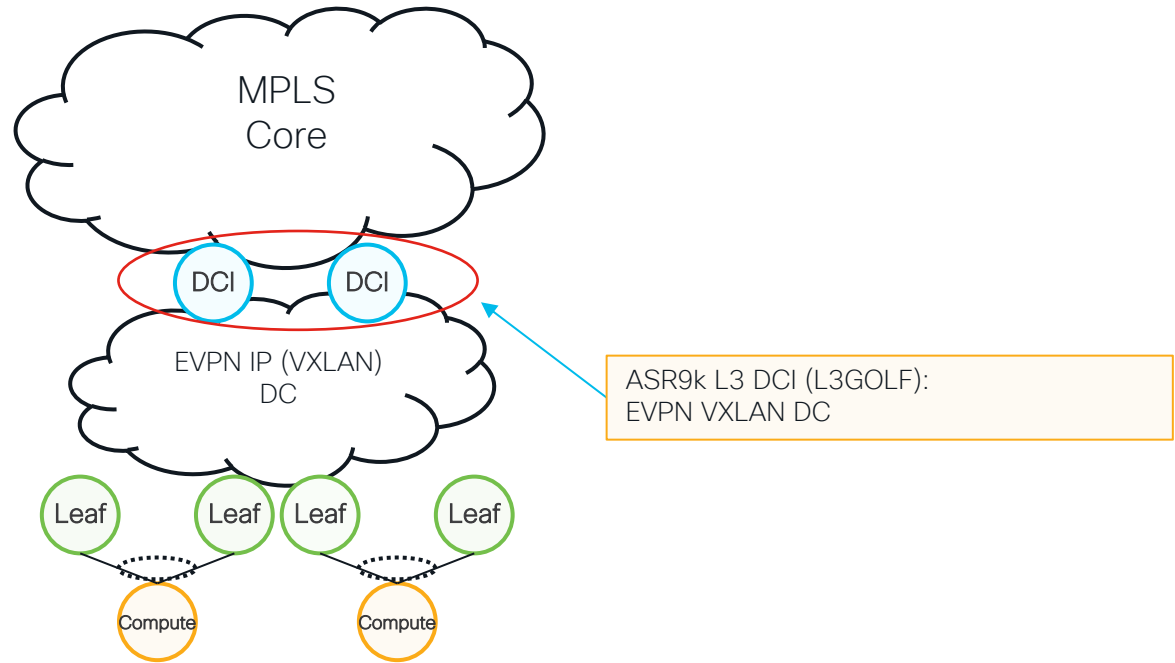 MPLS
Core
DCI
DCI
EVPN IP (VXLAN)
DC
ASR9k L3 DCI (L3GOLF):
EVPN VXLAN DC
Leaf
Leaf
Leaf
Leaf
Compute
Compute